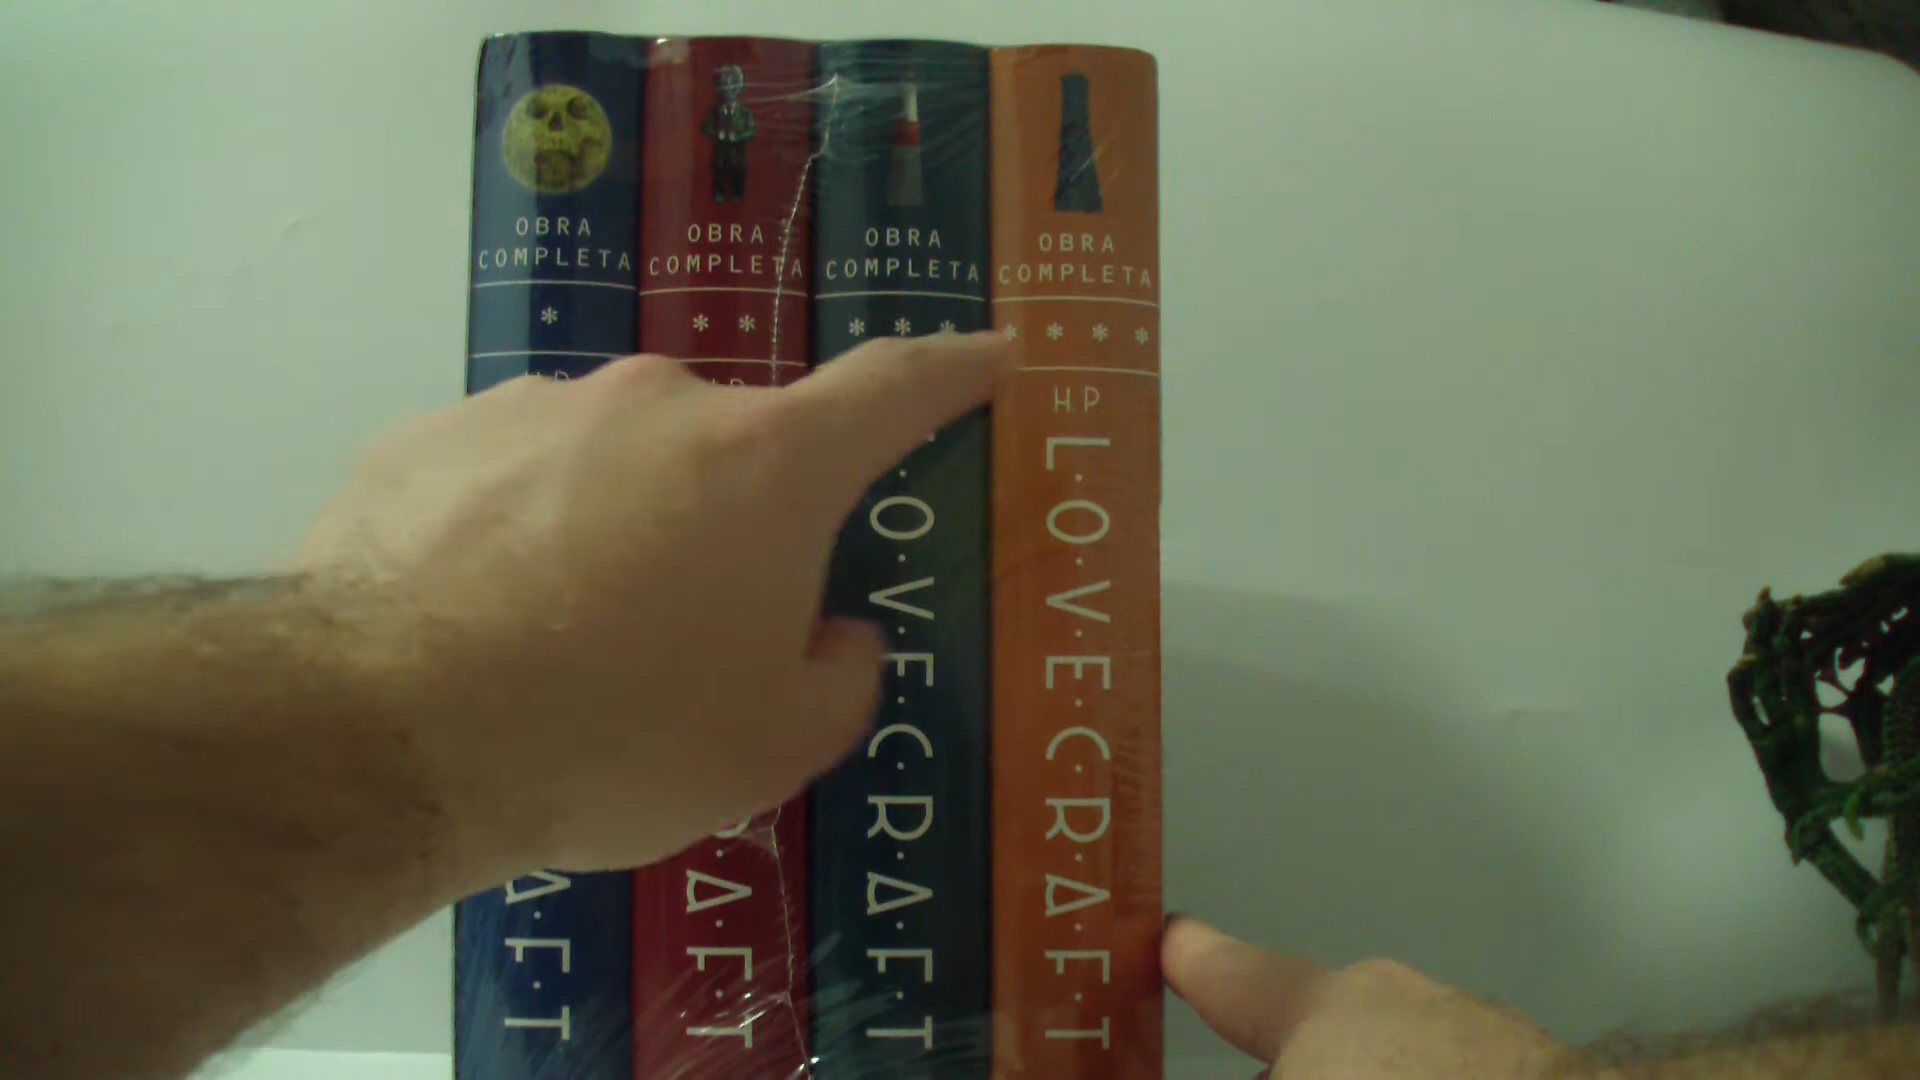 OBRA
COMPLETA
*
OBRA
COMPLETA
* *
OBRA
COMPLETA
* * *
OBRA
COMPLETA
* * * *
H.P.
L·O·V·E·C·R·A·F·T